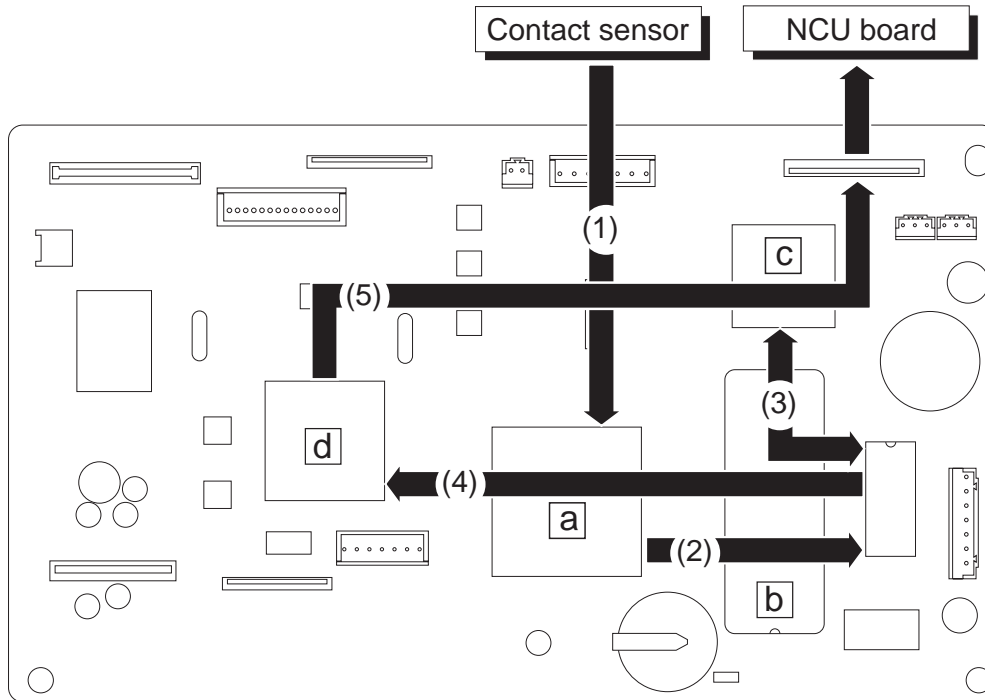 Contact sensor
NCU board
(1)
c
(5)
(3)
d
(4)
a
(2)
b